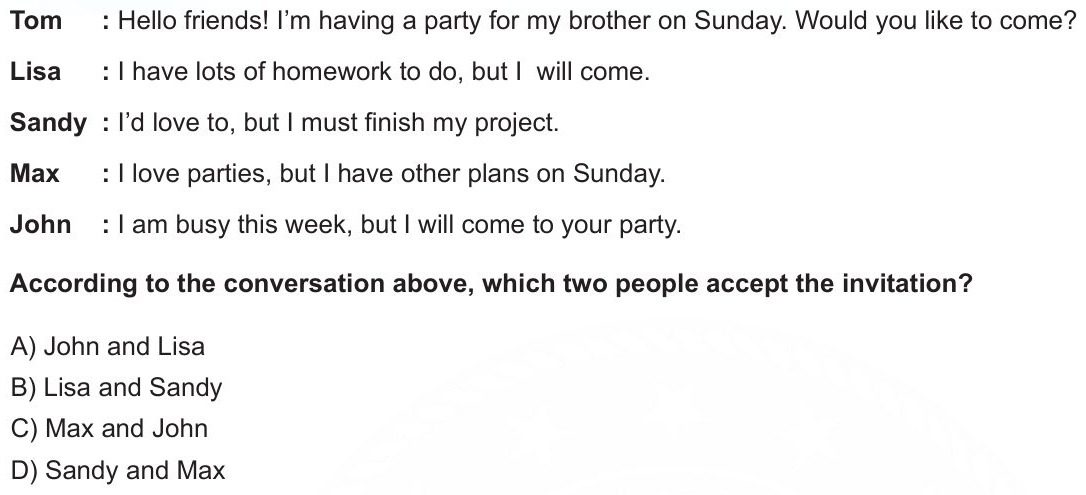 Tom : Hello friends! I’m having a party for my brother on Sunday. Would you like to come?
Lisa : I have lots of homework to do, but I will come.
Sandy : I’d love to, but I must finish my project.
Max : I love parties, but I have other plans on Sunday.
John : I am busy this week, but I will come to your party.
According to the conversation above, which two people accept the invitation?
A) John and Lisa
B) Lisa and Sandy
C) Max and John
D) Sandy and Max